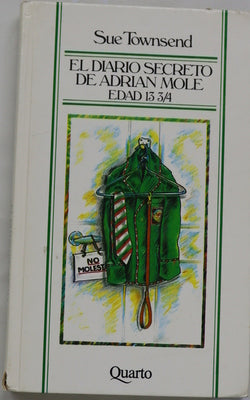 Sue Townsend
EL DIARIO SECRETO
DE ADRIAN MOLE
EDAD 13 3/4
NO
MOLESTE
Quarto